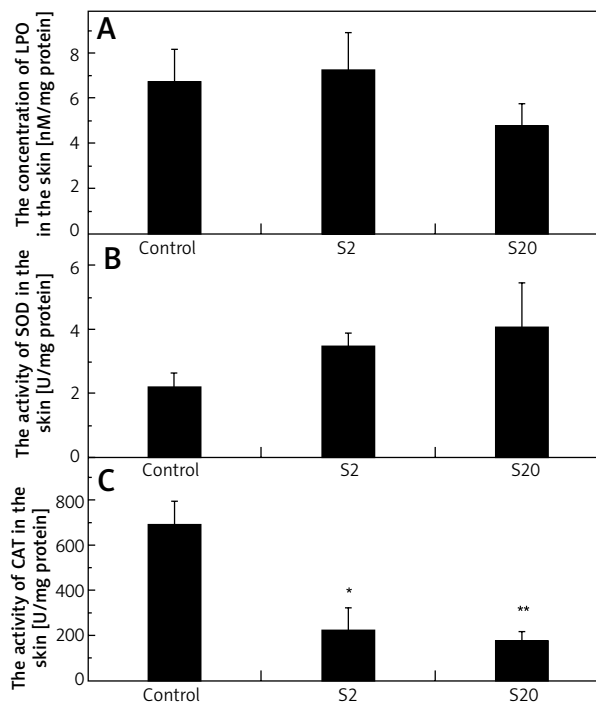 A
The concentration of LPO
in the skin [nM/mg protein]
8
6
4
2
0
Control S2 S20
B
The activity of SOD in the
skin [U/mg protein]
6
4
2
0
Control S2 S20
C
The activity of CAT in the
skin [U/mg protein]
800
600
400
200
0
* **
Control S2 S20